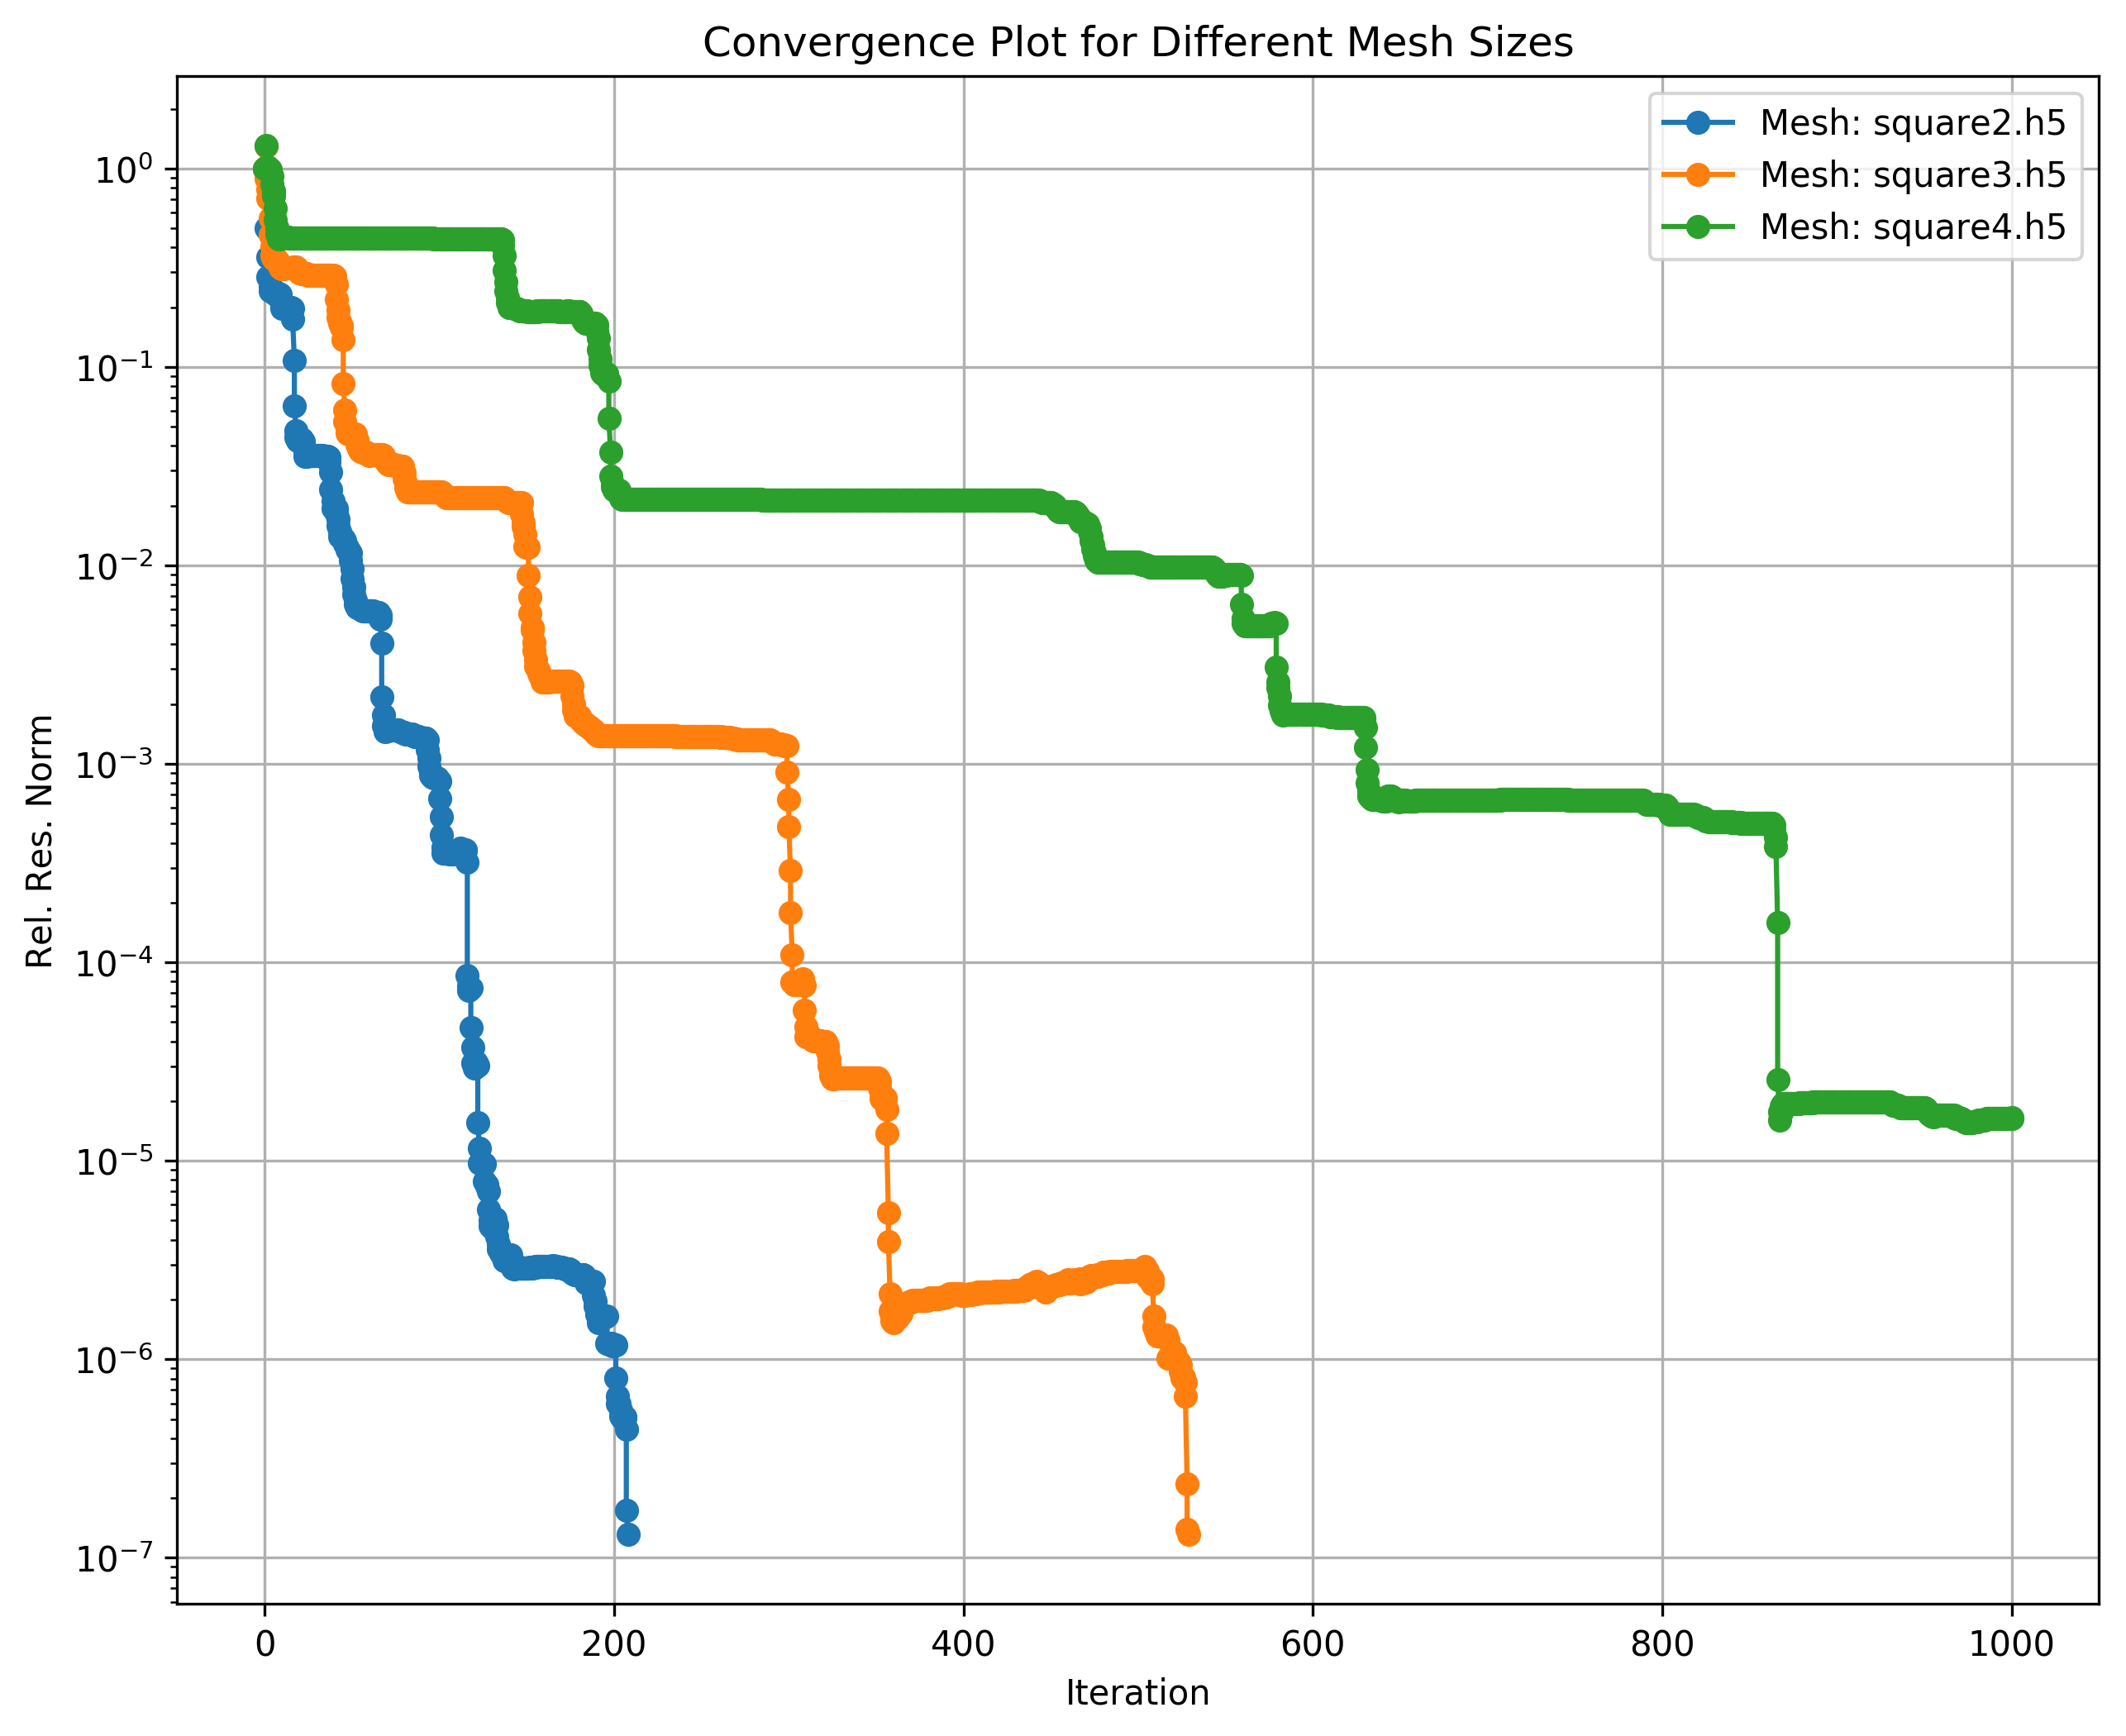 Convergence Plot for Different Mesh Sizes
Mesh: square2.h5
Mesh: square3.h5
Mesh: square4.h5
Rel. Res. Norm
10⁰
10⁻¹
10⁻²
10⁻³
10⁻⁴
10⁻⁵
10⁻⁶
10⁻⁷
0 200 400 600 800 1000
Iteration